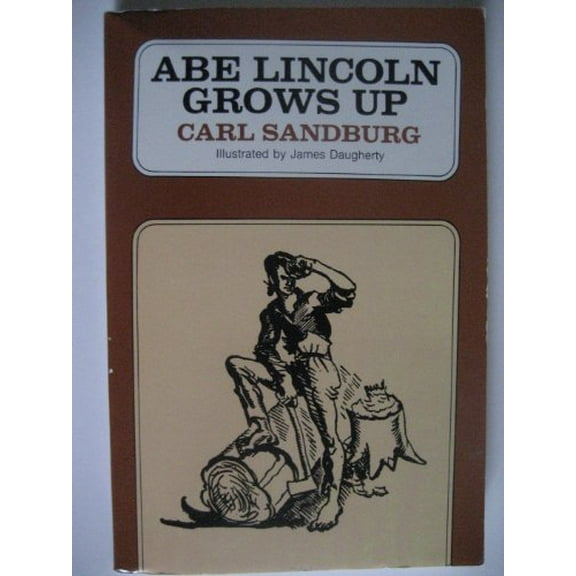 ABE LINCOLN
GROWS UP
CARL SANDBURG
Illustrated by James Daugherty